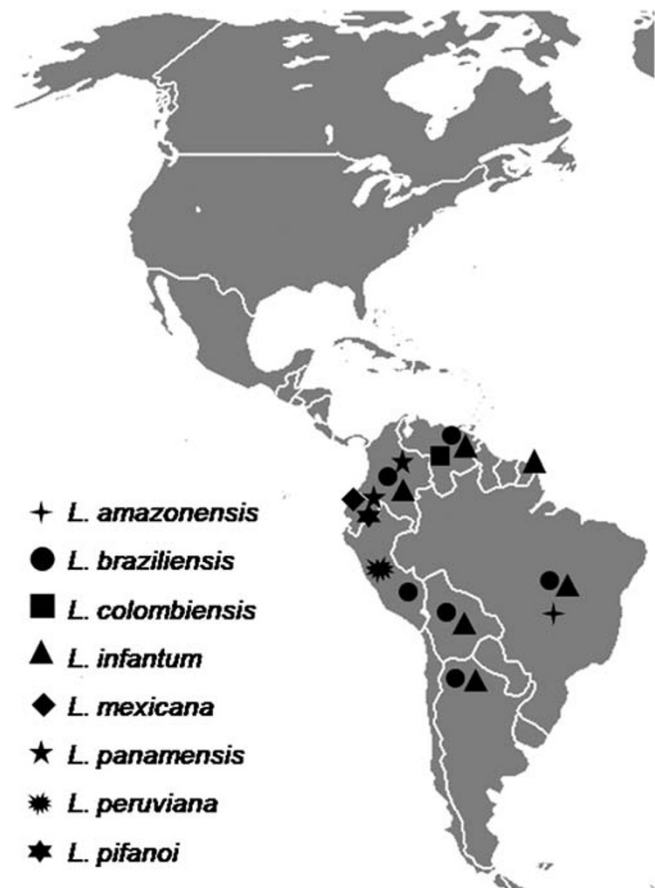 L. amazonensis
L. braziliensis
L. colombiensis
L. infantum
L. mexicana
L. panamensis
L. peruviana
L. pifanoi